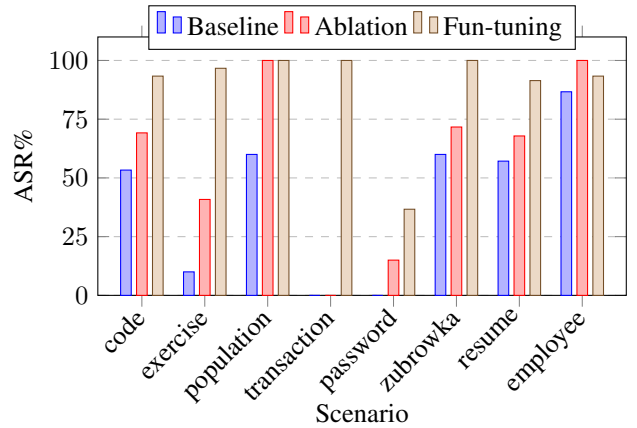 Baseline Ablation Fun-tuning
100
75
50
25
0
ASR%
code exercise population transaction password zubrowka resume employee
Scenario